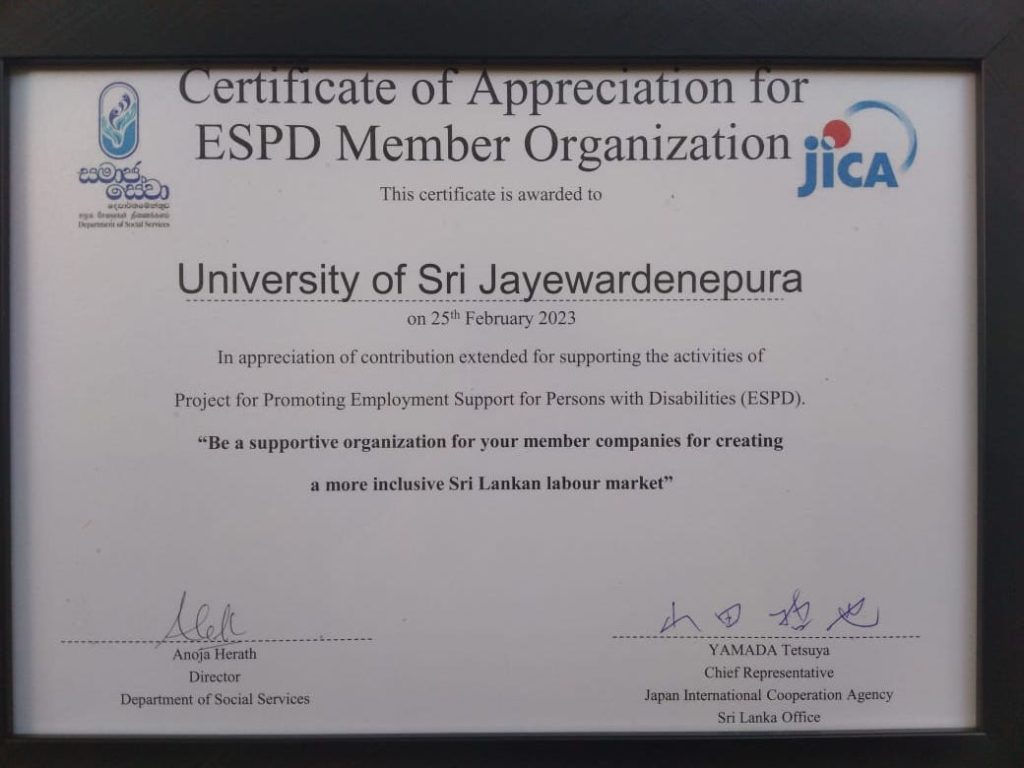 Certificate of Appreciation for
ESPD Member Organization
සමාජ
සේවා
දෙපාර්තමේන්තුව
Department of Social Services
jICA
This certificate is awarded to
University of Sri Jayewardenepura
on 25th February 2023
In appreciation of contribution extended for supporting the activities of
Project for Promoting Employment Support for Persons with Disabilities (ESPD).
“Be a supportive organization for your member companies for creating
a more inclusive Sri Lankan labour market”
Anoja Herath
Director
Department of Social Services
山田 哲也
YAMADA Tetsuya
Chief Representative
Japan International Cooperation Agency
Sri Lanka Office